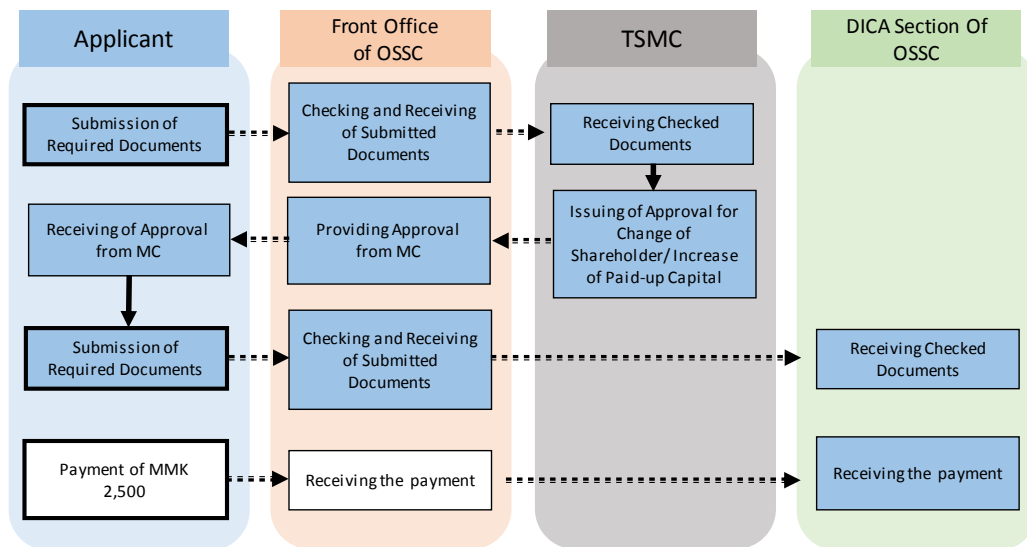 Applicant
Front Office
of OSSC
TSMC
DICA Section Of
OSSC
Submission of
Required Documents
Checking and Receiving
of Submitted
Documents
Receiving Checked
Documents
Receiving of Approval
from MC
Providing Approval
from MC
Issuing of Approval for
Change of
Shareholder/ Increase
of Paid-up Capital
Submission of
Required Documents
Checking and Receiving
of Submitted
Documents
Receiving Checked
Documents
Payment of MMK
2,500
Receiving the payment
Receiving the payment